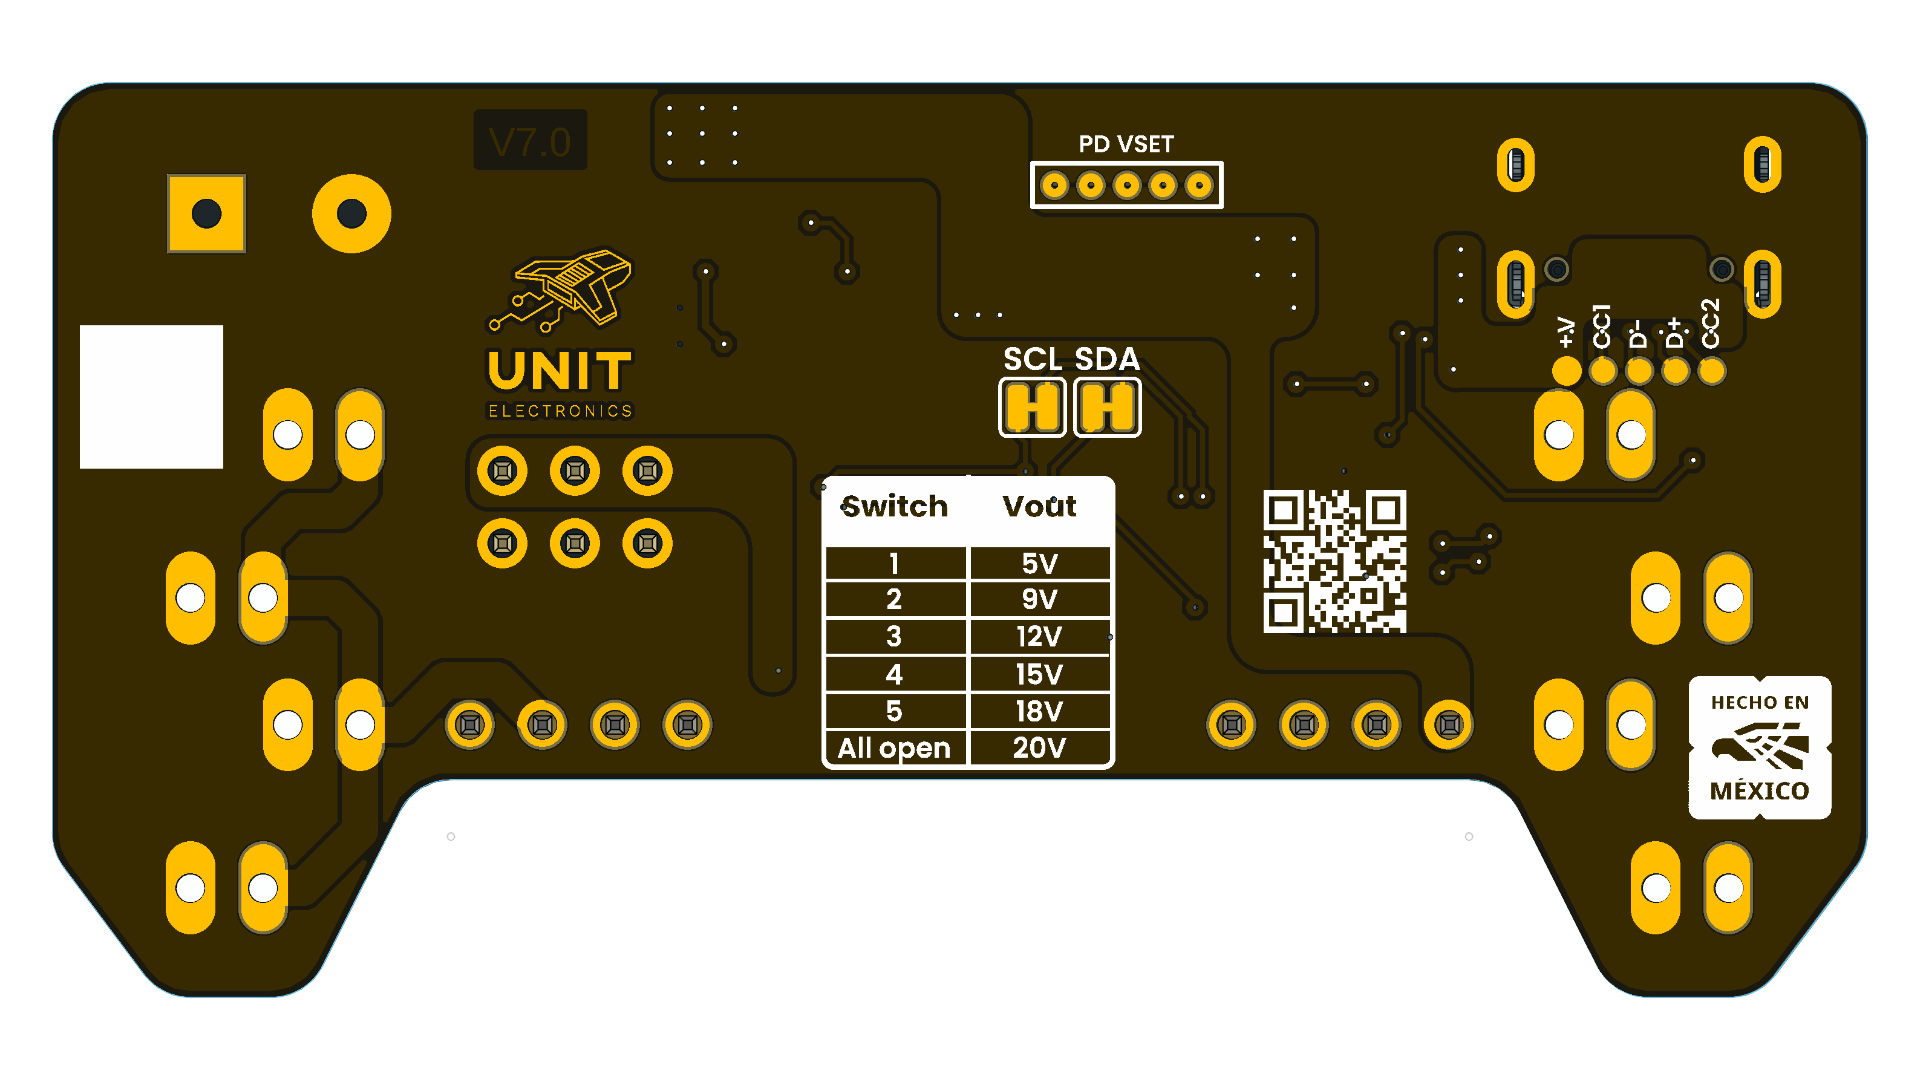 V7.0
PD VSET
+V CC1 D- D+ CC2
UNIT
ELECTRONICS
SCL SDA
Switch Vout
1 5V
2 9V
3 12V
4 15V
5 18V
All open 20V
HECHO EN
MÉXICO